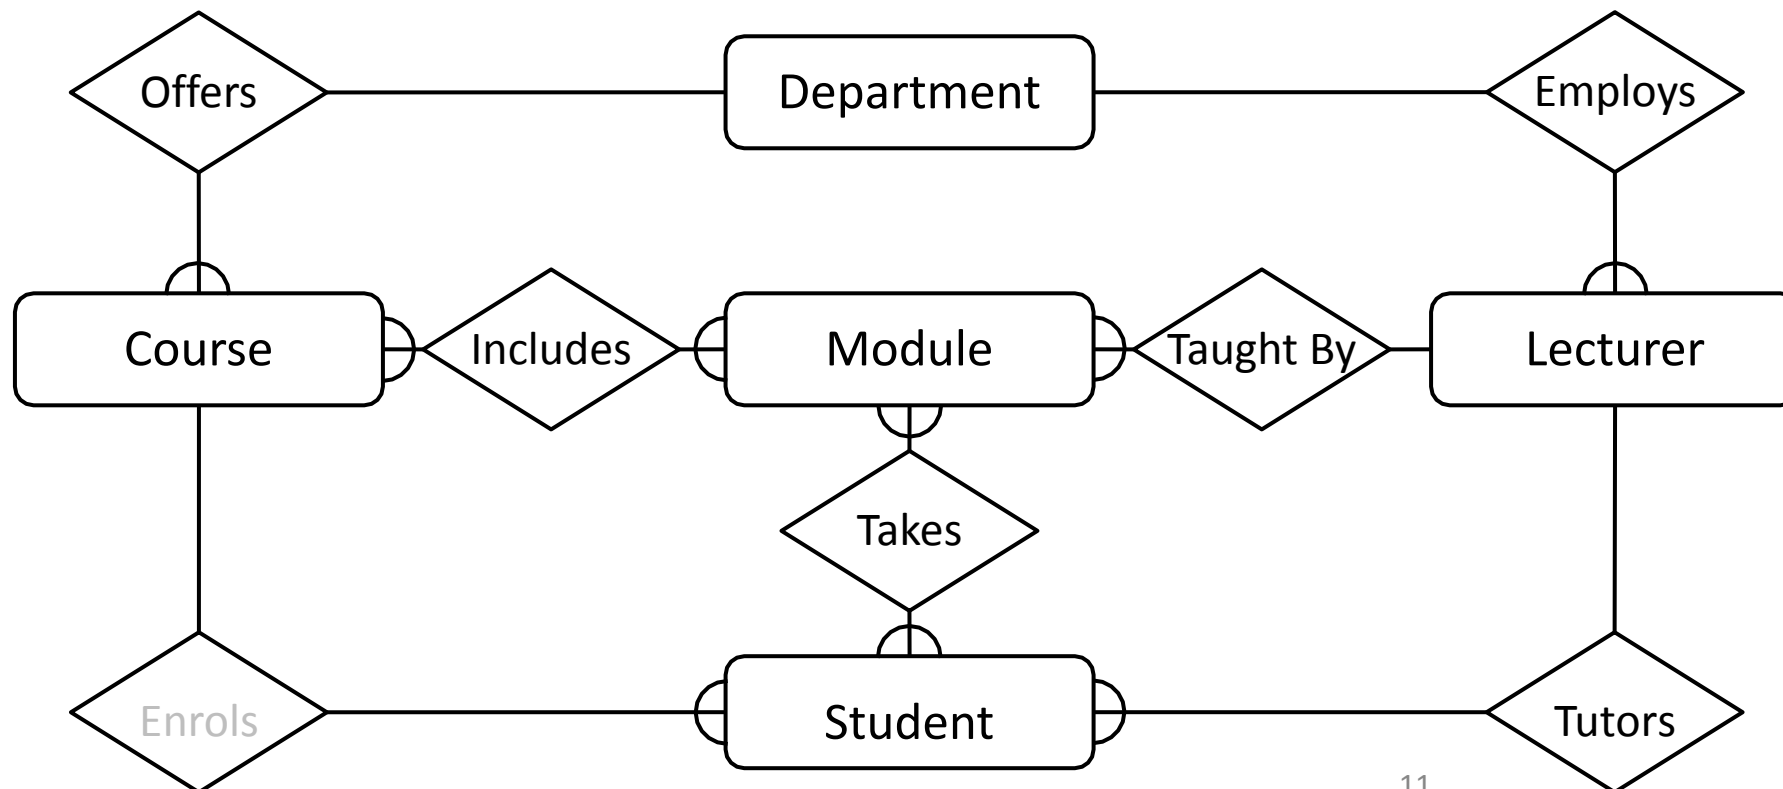 Offers
Department
Employs
Course
Includes
Module
Taught By
Lecturer
Takes
Enrols
Student
Tutors
11